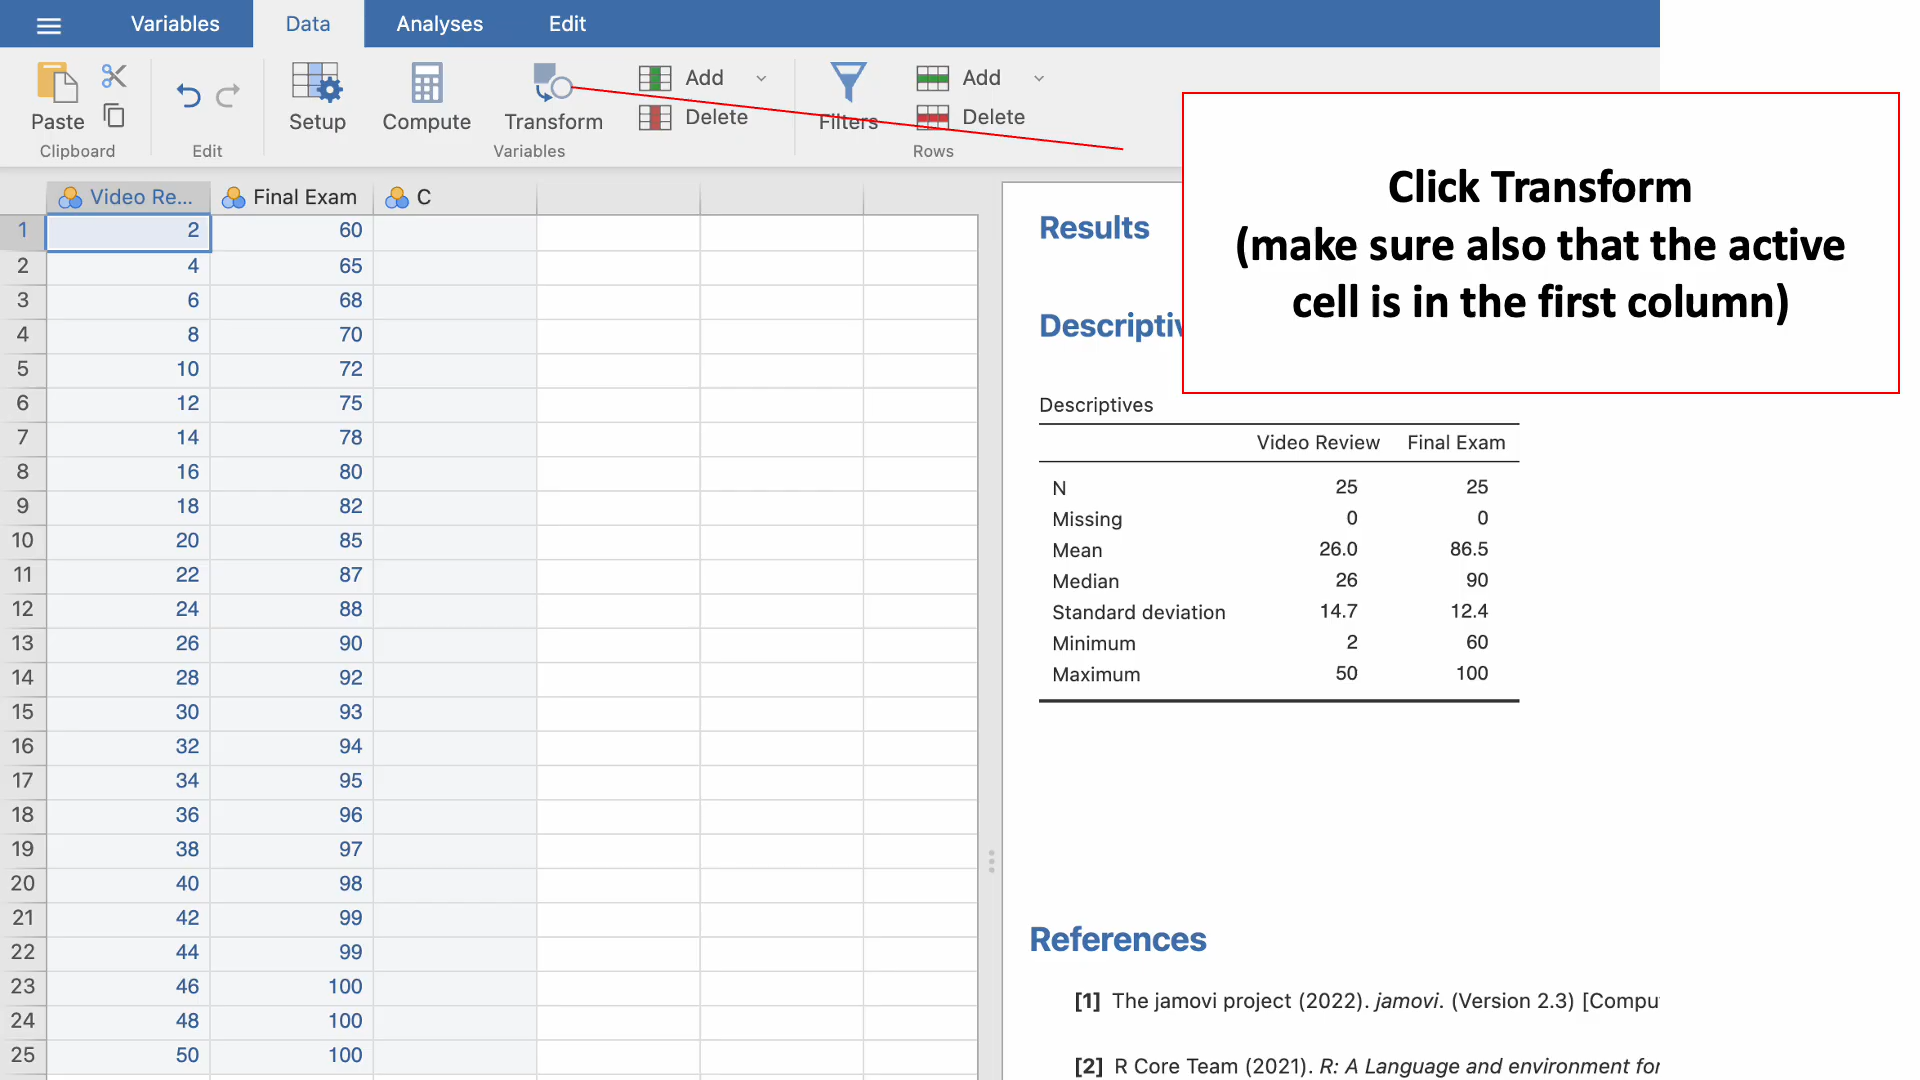 Variables Data Analyses Edit
Paste
Clipboard
Edit
Setup
Compute
Transform
Add
Delete
Variables
Filters
Add
Delete
Rows
Click Transform
(make sure also that the active
cell is in the first column)
Video Re... Final Exam C
1 2 60
2 4 65
3 6 68
4 8 70
5 10 72
6 12 75
7 14 78
8 16 80
9 18 82
10 20 85
11 22 87
12 24 88
13 26 90
14 28 92
15 30 93
16 32 94
17 34 95
18 36 96
19 38 97
20 40 98
21 42 99
22 44 99
23 46 100
24 48 100
25 50 100
Results
Descriptiv
Descriptives
Video Review Final Exam
N 25 25
Missing 0 0
Mean 26.0 86.5
Median 26 90
Standard deviation 14.7 12.4
Minimum 2 60
Maximum 50 100
References
[1] The jamovi project (2022). jamovi. (Version 2.3) [Compu
[2] R Core Team (2021). R: A Language and environment for